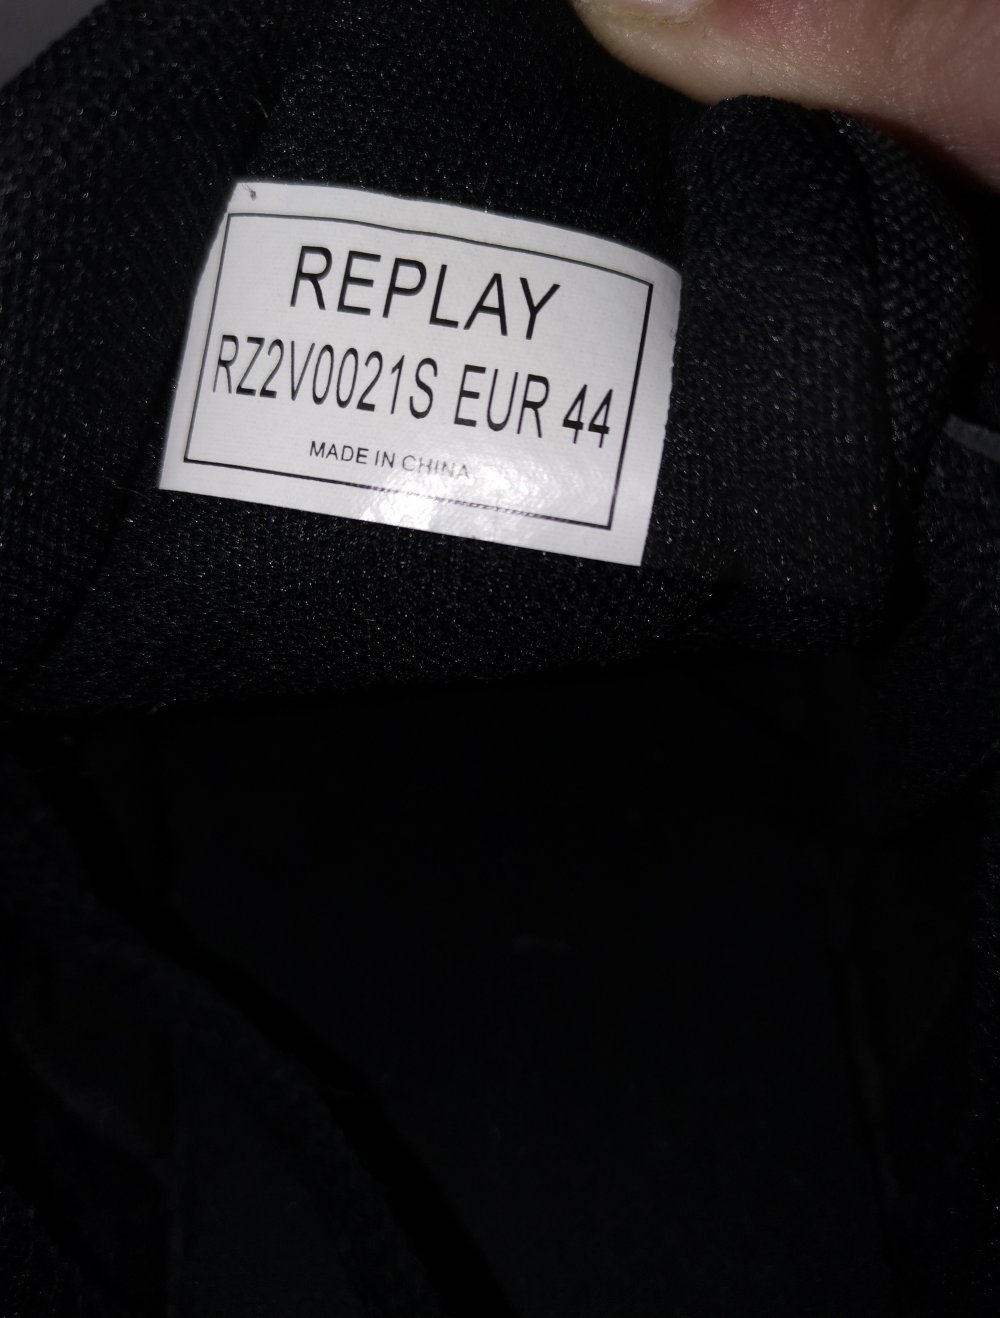 REPLAY
RZ2V0021S EUR 44
MADE IN CHINA